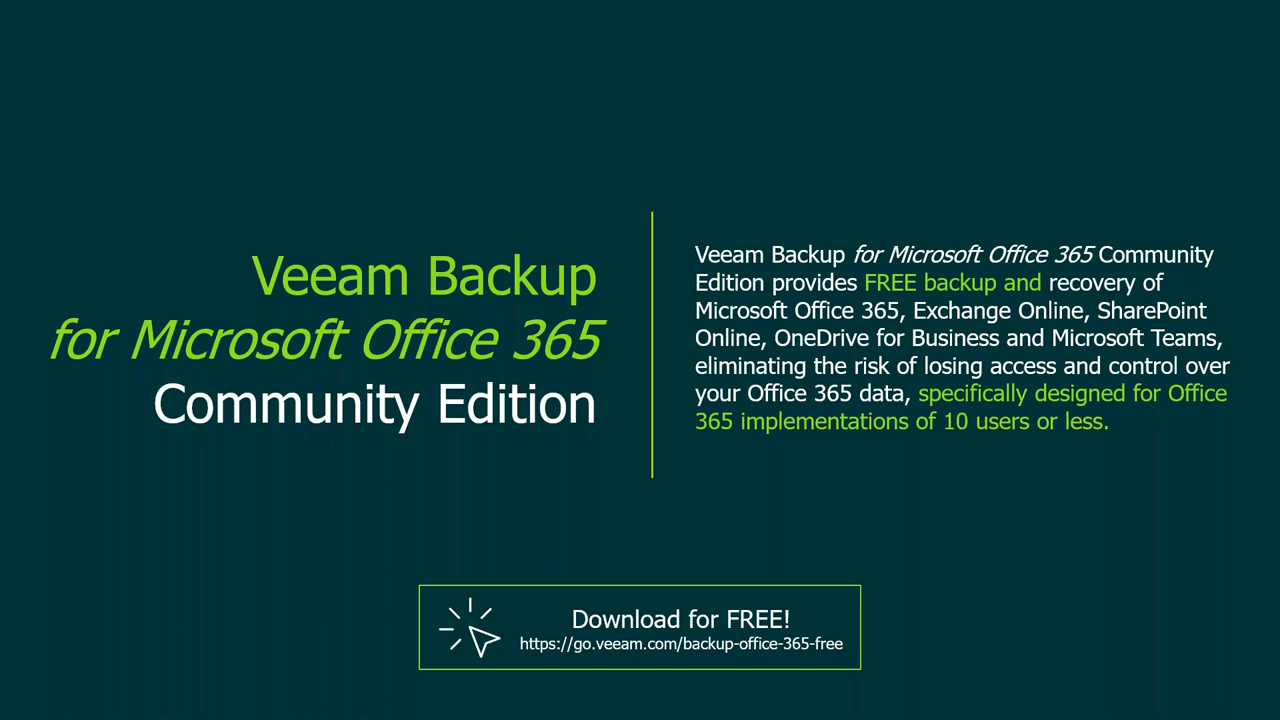 Veeam Backup
for Microsoft Office 365
Community Edition
Veeam Backup for Microsoft Office 365 Community
Edition provides FREE backup and recovery of
Microsoft Office 365, Exchange Online, SharePoint
Online, OneDrive for Business and Microsoft Teams,
eliminating the risk of losing access and control over
your Office 365 data, specifically designed for Office
365 implementations of 10 users or less.
Download for FREE!
https://go.veeam.com/backup-office-365-free